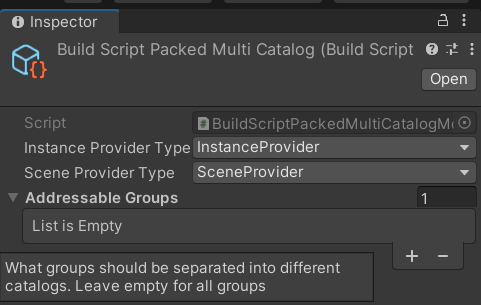 Inspector
Build Script Packed Multi Catalog (Build Script
Open
Script
BuildScriptPackedMultiCatalogMo
Instance Provider Type
InstanceProvider
Scene Provider Type
SceneProvider
Addressable Groups
1
List is Empty
+ −
What groups should be separated into different
catalogs. Leave empty for all groups